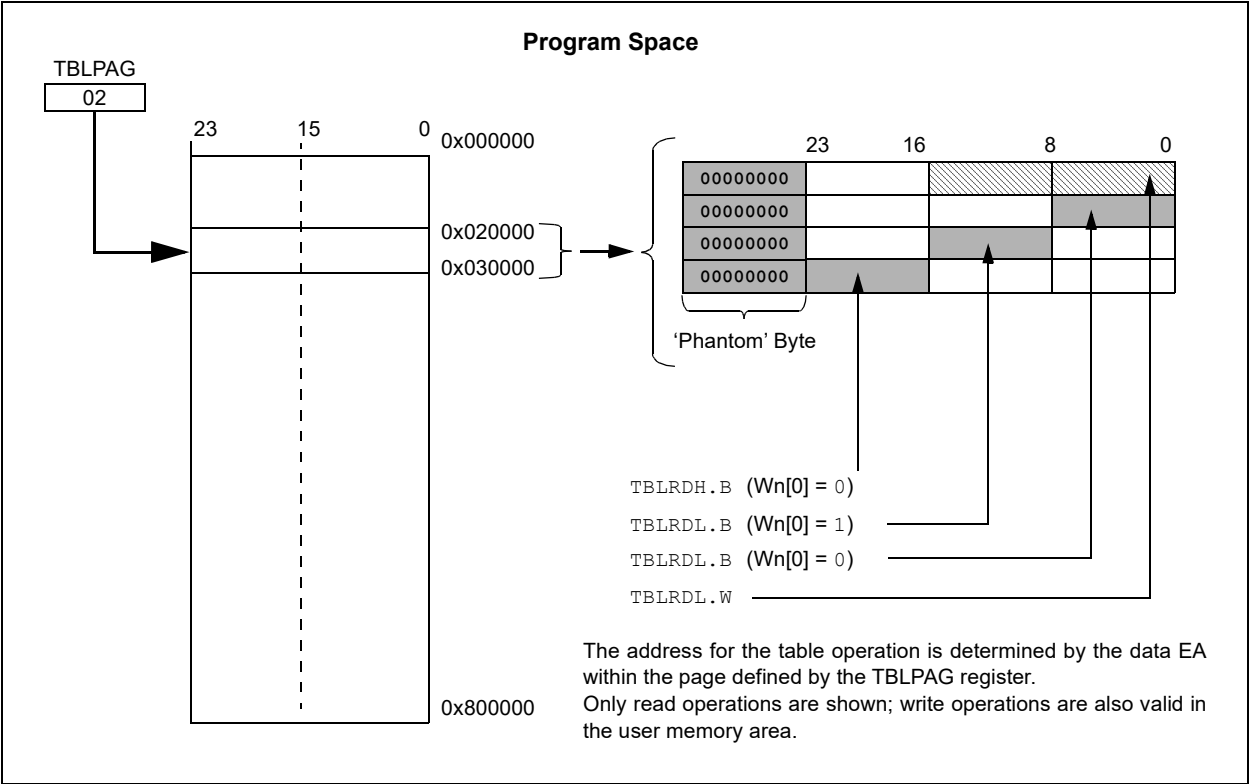 Program Space
TBLPAG
02
23 15 0
0x000000
0x020000
0x030000
0x800000
23 16 8 0
00000000
00000000
00000000
00000000
‘Phantom’ Byte
TBLRDH.B (Wn[0] = 0)
TBLRDL.B (Wn[0] = 1)
TBLRDL.B (Wn[0] = 0)
TBLRDL.W
The address for the table operation is determined by the data EA
within the page defined by the TBLPAG register.
Only read operations are shown; write operations are also valid in
the user memory area.